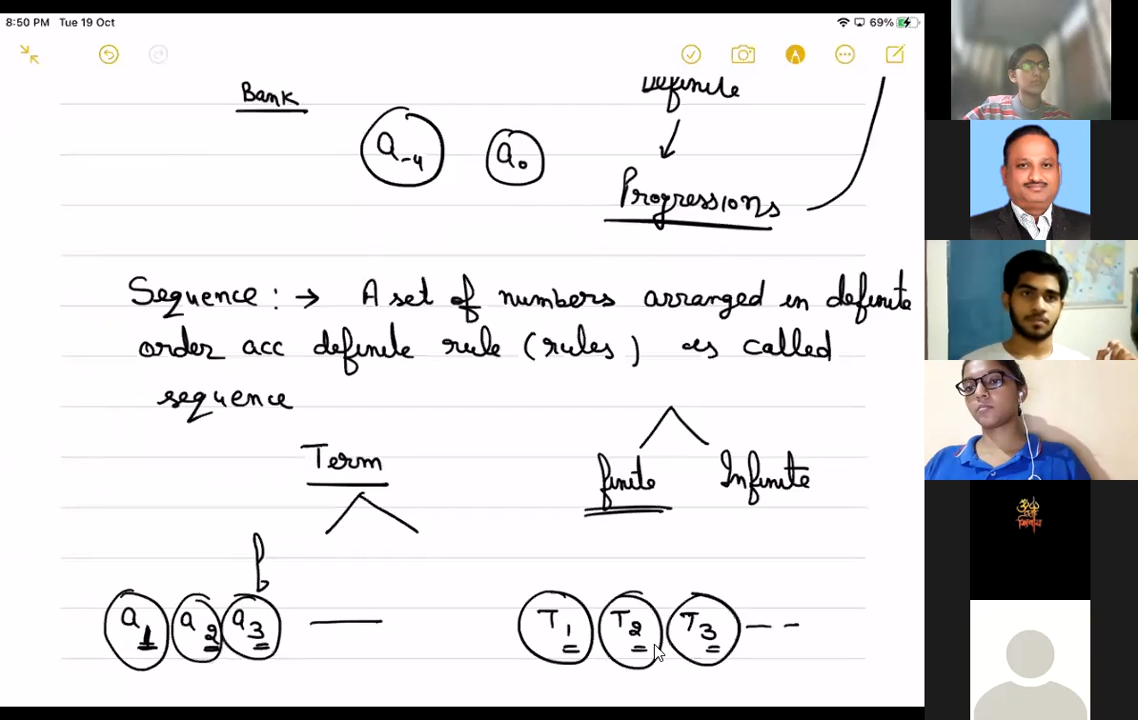 8:50 PM Tue 19 Oct
69%
Bank
Definite
a₋₄ a₀
Progressions
Sequence : → A set of numbers arranged in definite
order acc definite rule (rules) is called
sequence
Term
finite Infinite
a₁ a₂ a₃ ——
T₁ T₂ T₃ – –